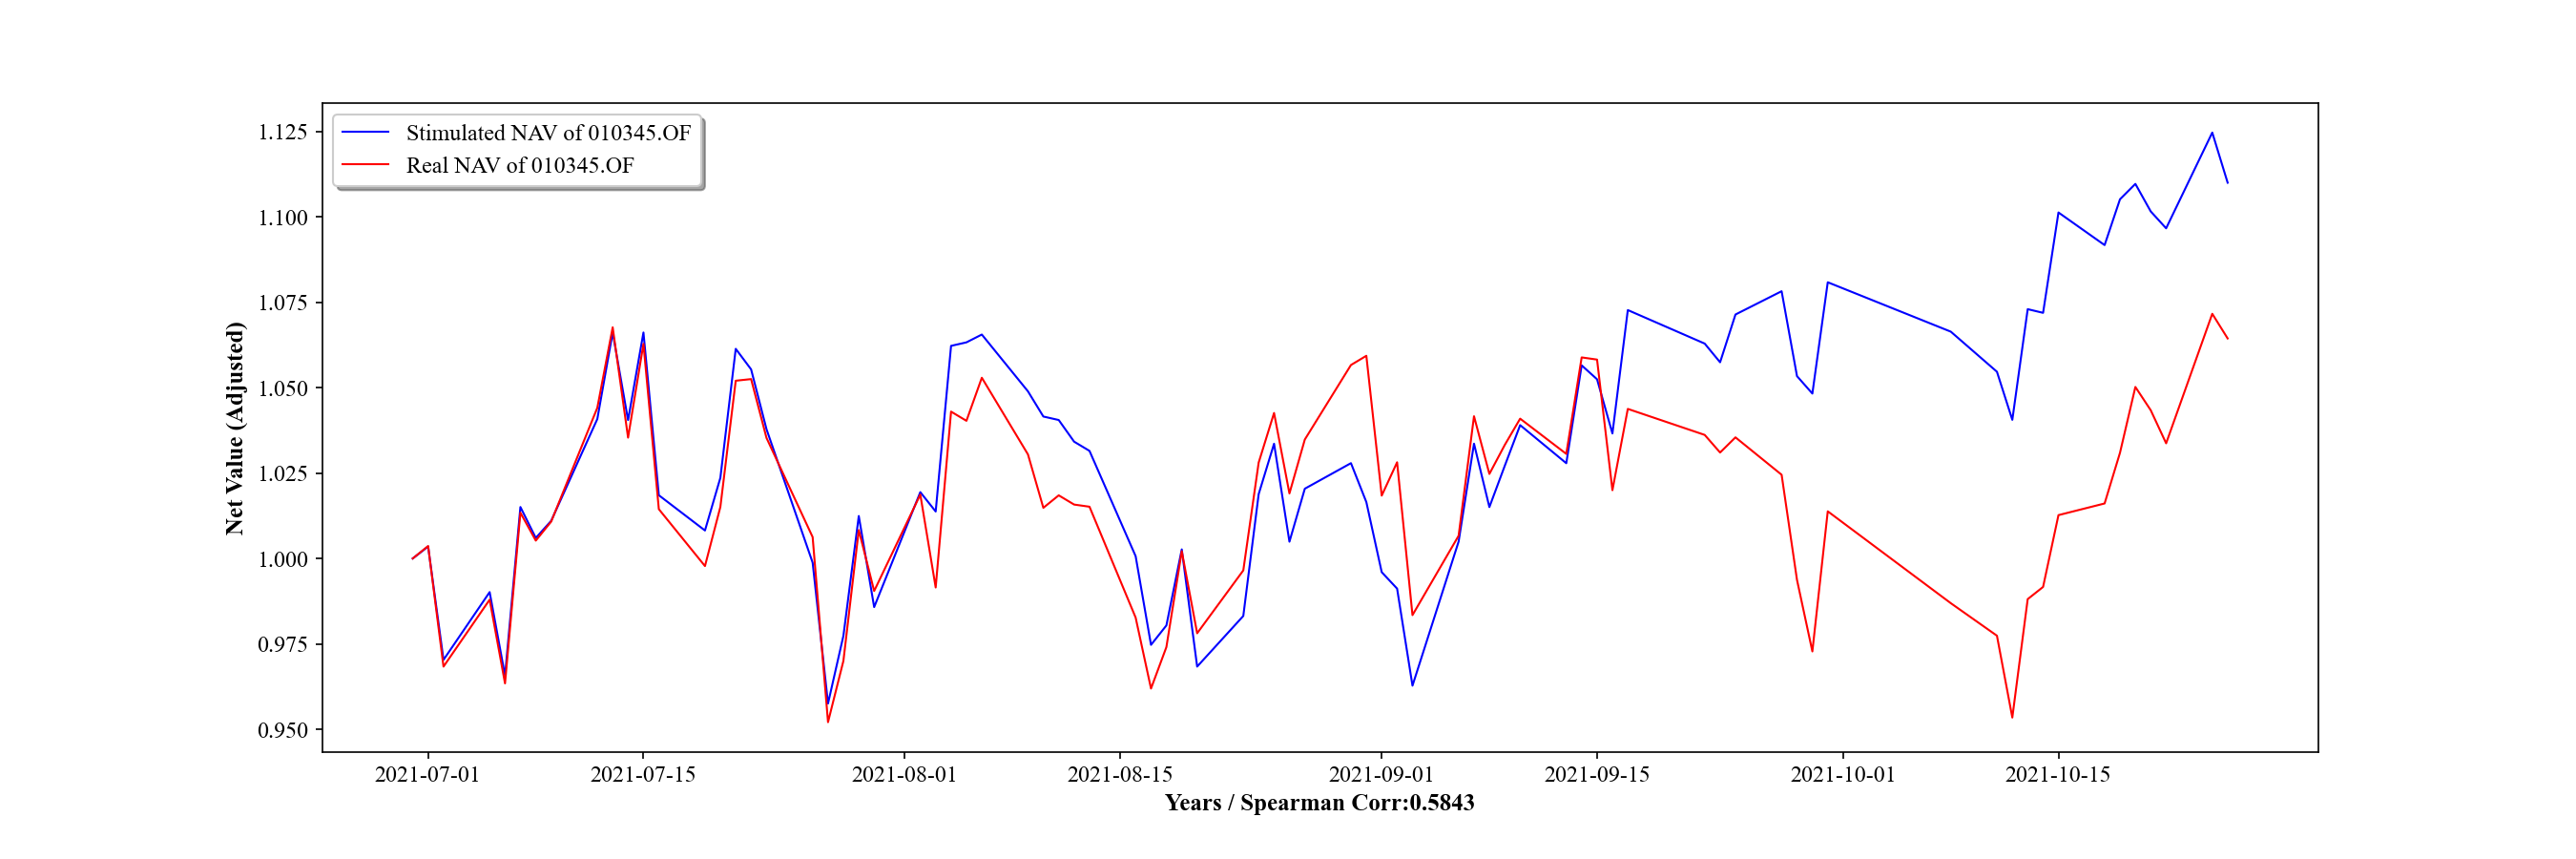 Stimulated NAV of 010345.OF
Real NAV of 010345.OF
Net Value (Adjusted)
1.125
1.100
1.075
1.050
1.025
1.000
0.975
0.950
2021-07-01 2021-07-15 2021-08-01 2021-08-15 2021-09-01 2021-09-15 2021-10-01 2021-10-15
Years / Spearman Corr:0.5843